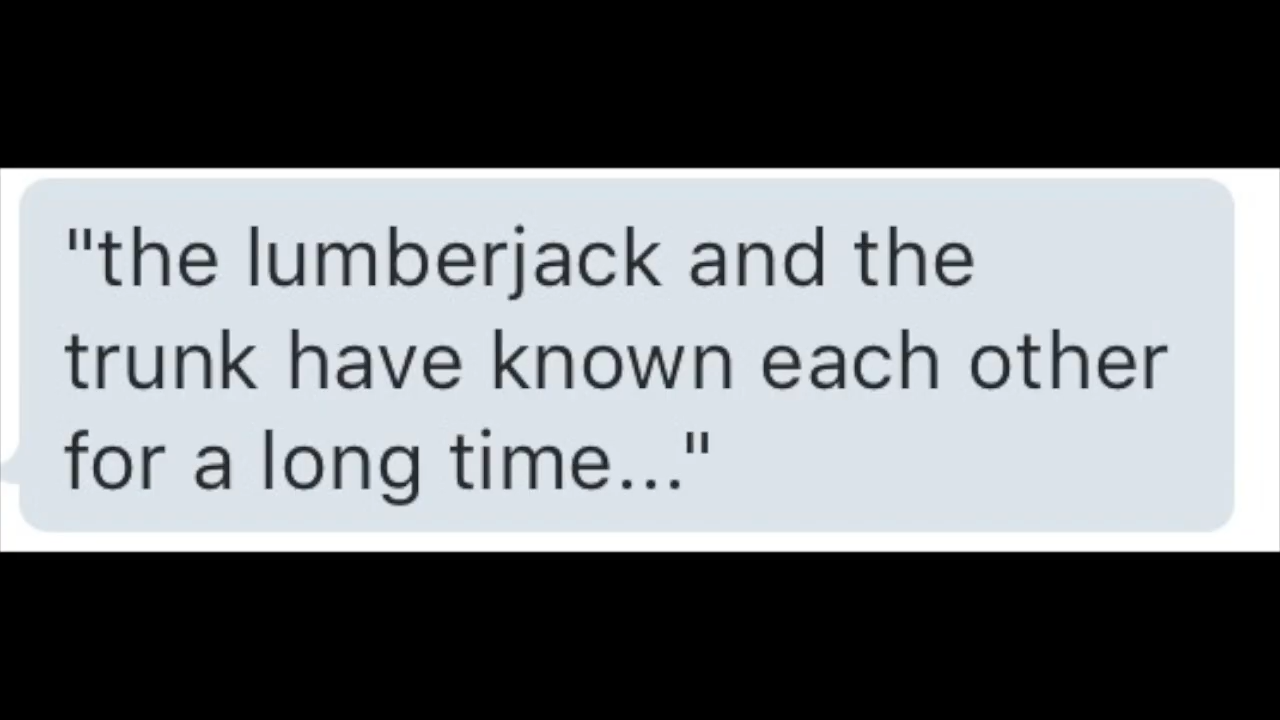 "the lumberjack and the
trunk have known each other
for a long time..."